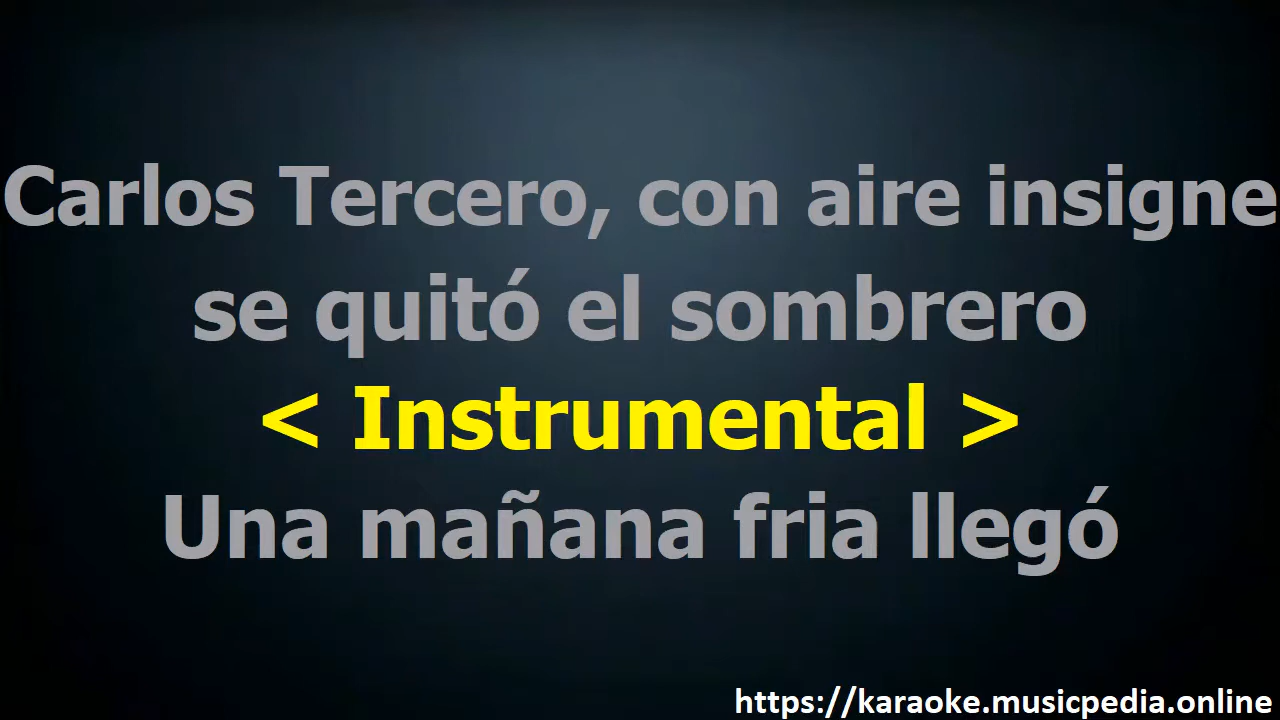 Carlos Tercero, con aire insigne
se quitó el sombrero
< Instrumental >
Una mañana fria llegó
https://karaoke.musicpedia.online